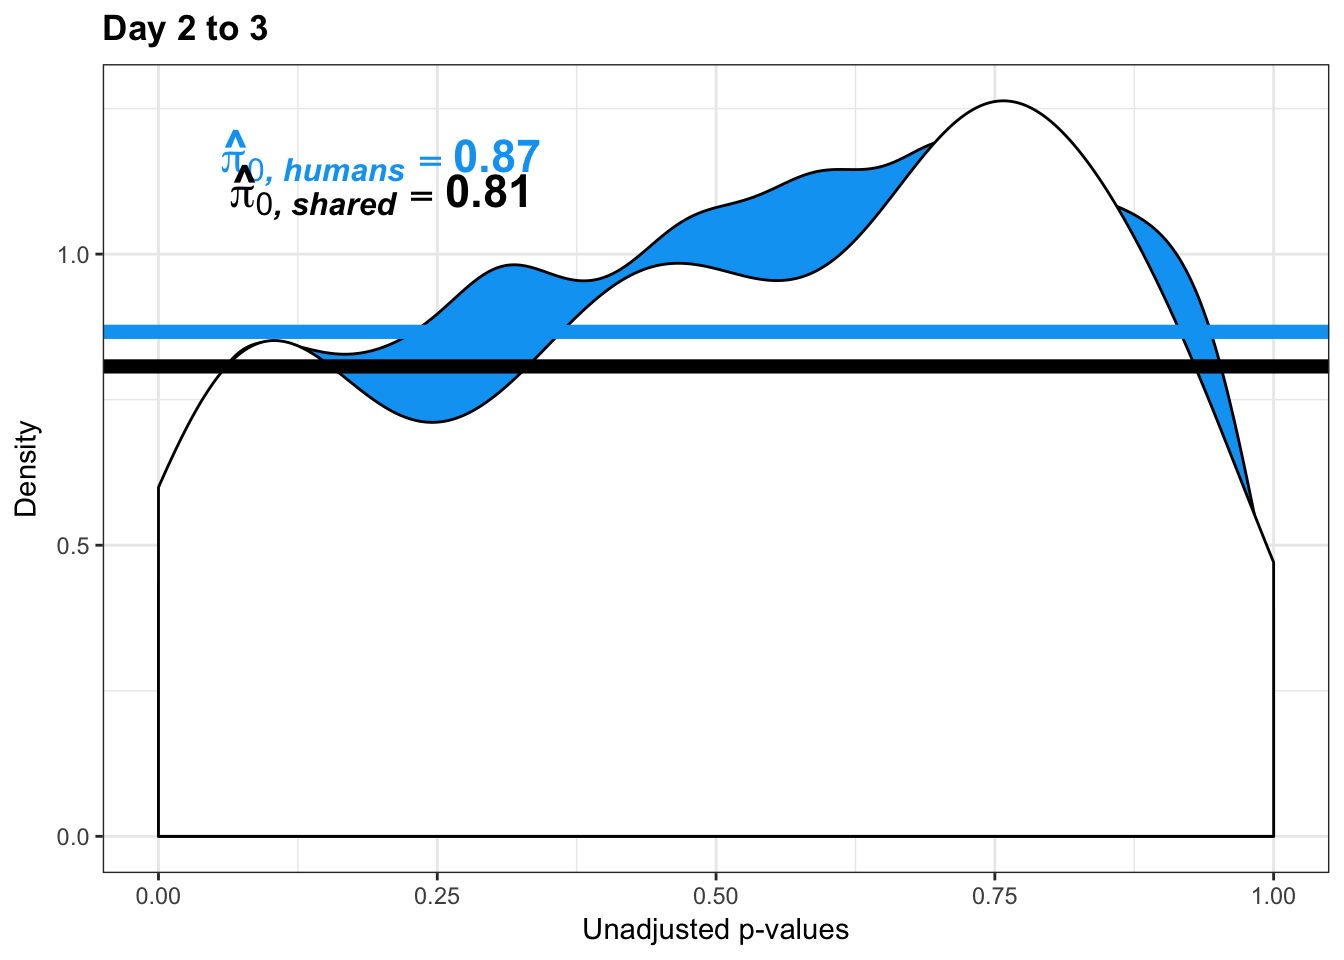 Day 2 to 3
π̂0, humans = 0.87
π̂0, shared = 0.81
Density
1.0
0.5
0.0
0.00 0.25 0.50 0.75 1.00
Unadjusted p-values